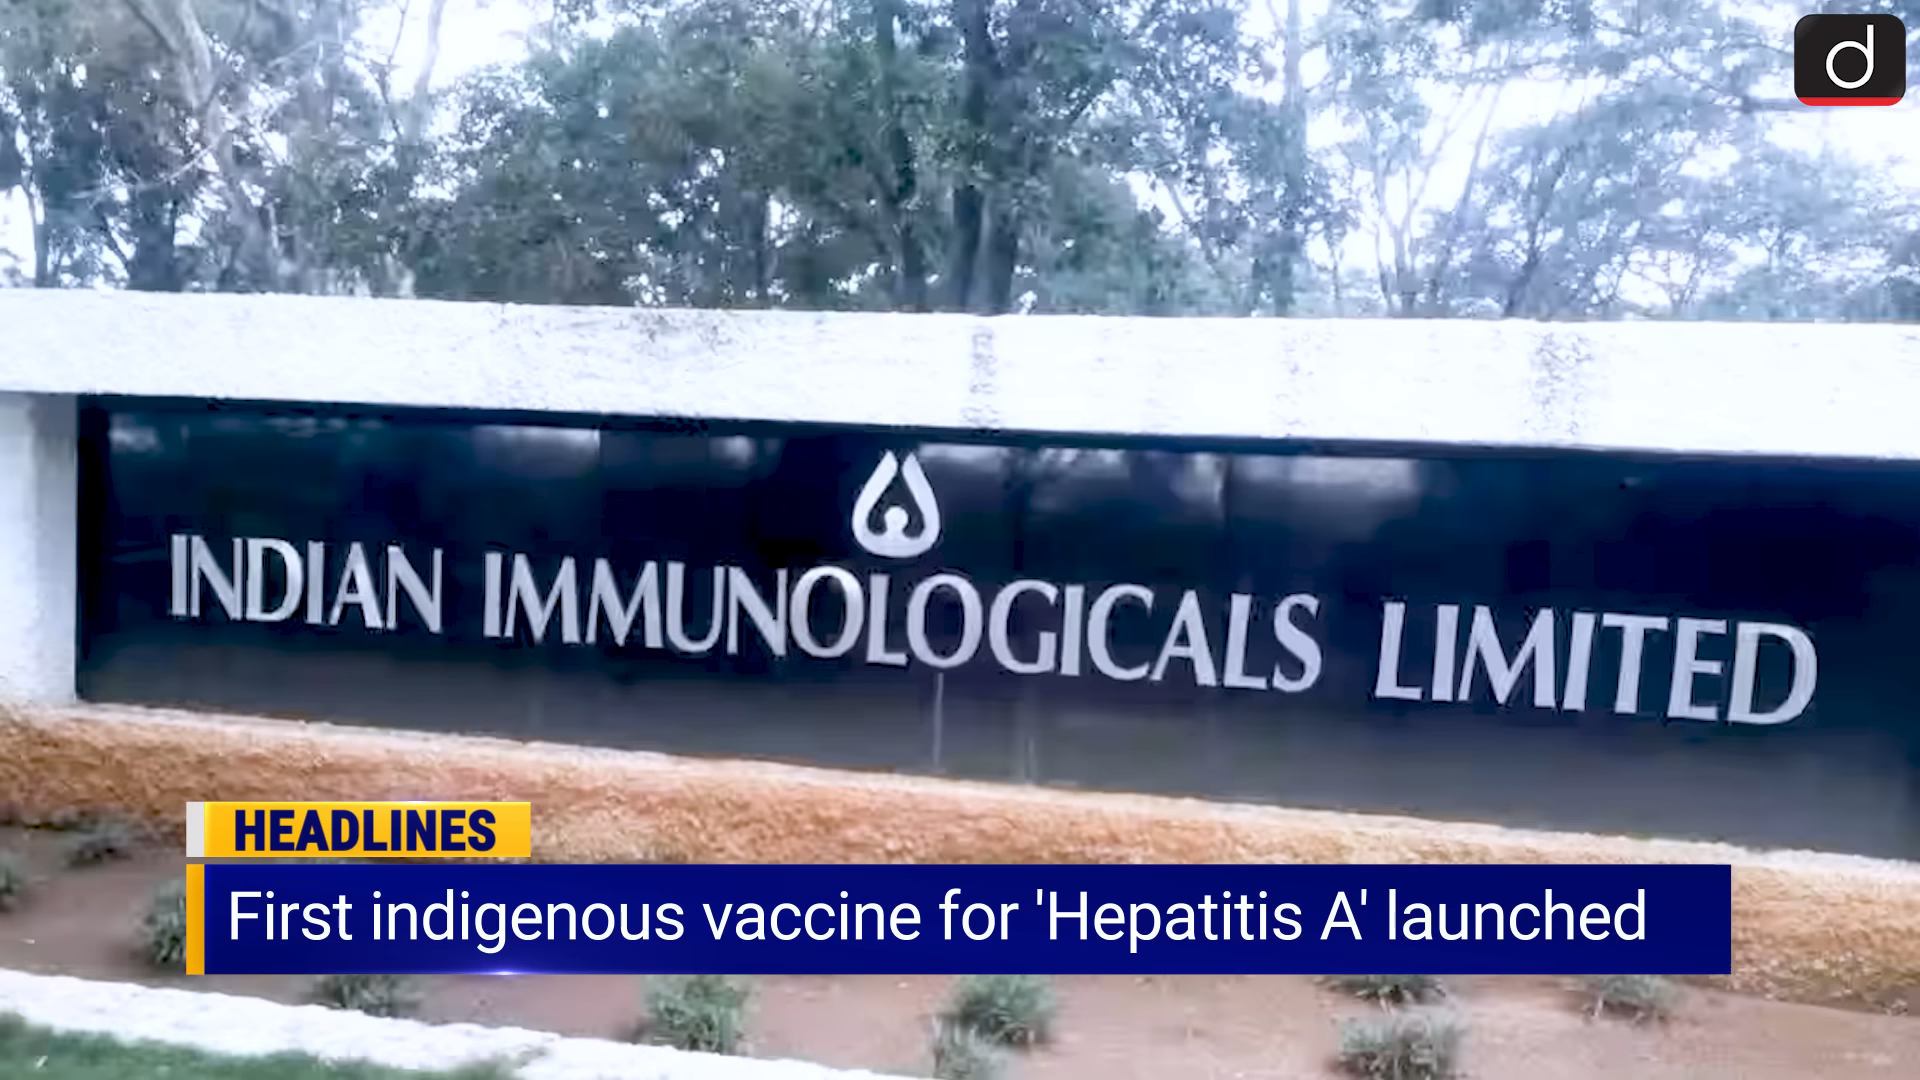 d
INDIAN IMMUNOLOGICALS LIMITED
HEADLINES
First indigenous vaccine for 'Hepatitis A' launched